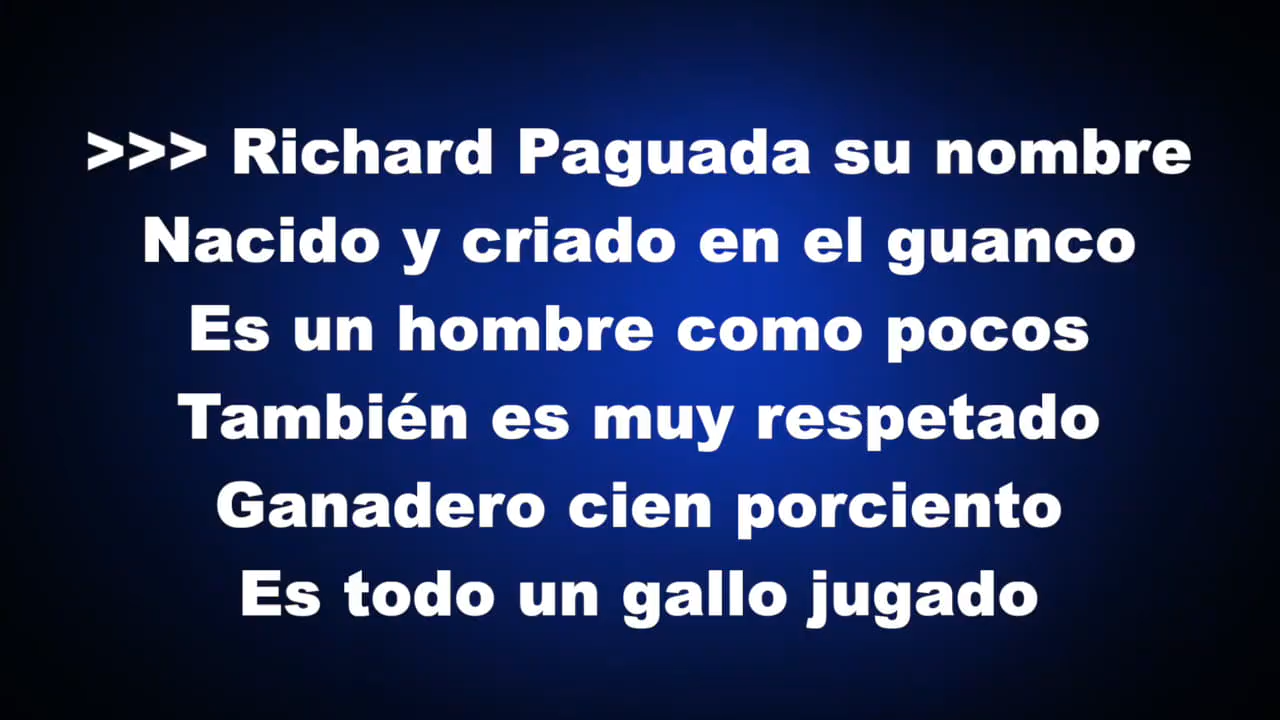 >>> Richard Paguada su nombre
Nacido y criado en el guanco
Es un hombre como pocos
También es muy respetado
Ganadero cien porciento
Es todo un gallo jugado